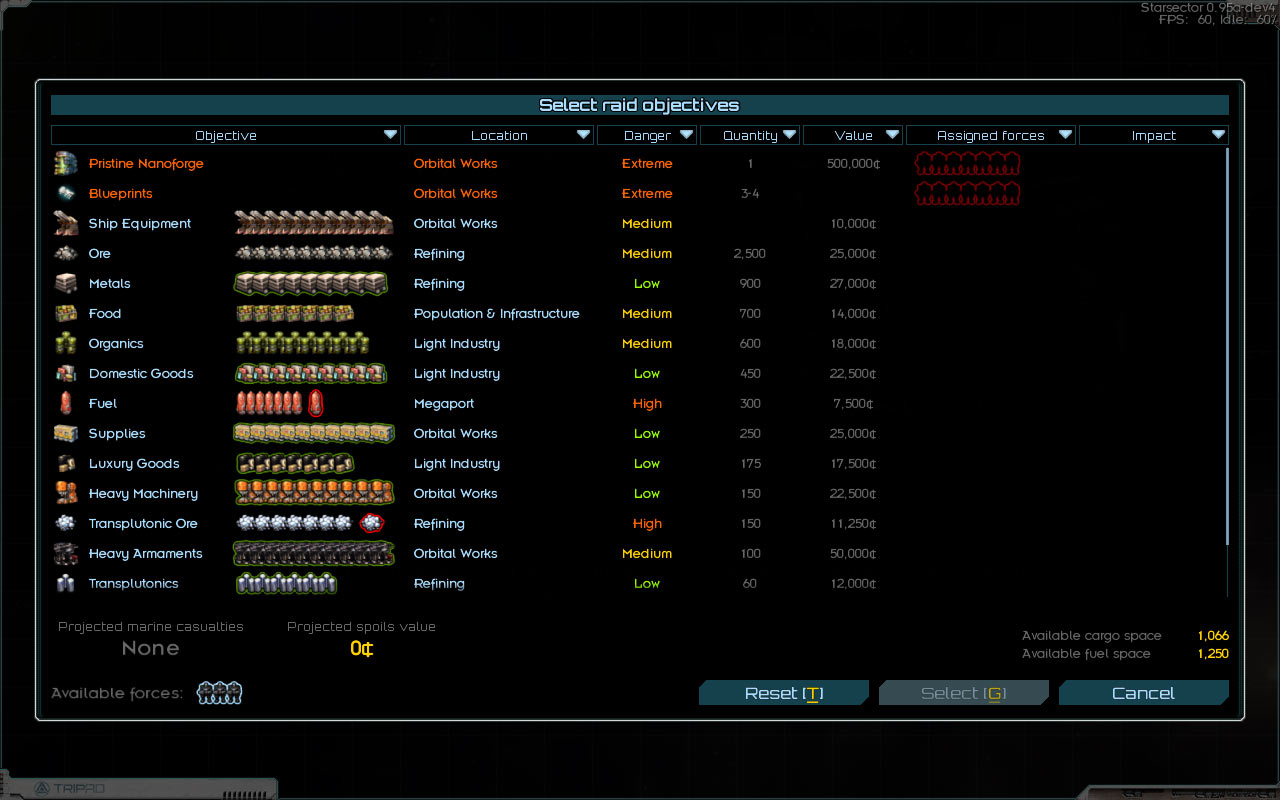 Starsector 0.95a-dev4
FPS: 60, Idle: 60%
Select raid objectives
Objective Location Danger Quantity Value Assigned forces Impact
Pristine Nanoforge Orbital Works Extreme 1 500,000¢
Blueprints Orbital Works Extreme 3-4
Ship Equipment Orbital Works Medium 10,000¢
Ore Refining Medium 2,500 25,000¢
Metals Refining Low 900 27,000¢
Food Population & Infrastructure Medium 700 14,000¢
Organics Light Industry Medium 600 18,000¢
Domestic Goods Light Industry Low 450 22,500¢
Fuel Megaport High 300 7,500¢
Supplies Orbital Works Low 250 25,000¢
Luxury Goods Light Industry Low 175 17,500¢
Heavy Machinery Orbital Works Low 150 22,500¢
Transplutonic Ore Refining High 150 11,250¢
Heavy Armaments Orbital Works Medium 100 50,000¢
Transplutonics Refining Low 60 12,000¢
Projected marine casualties Projected spoils value
None 0¢
Available cargo space 1,066
Available fuel space 1,250
Available forces: Reset [T] Select [G] Cancel
TRIPAD